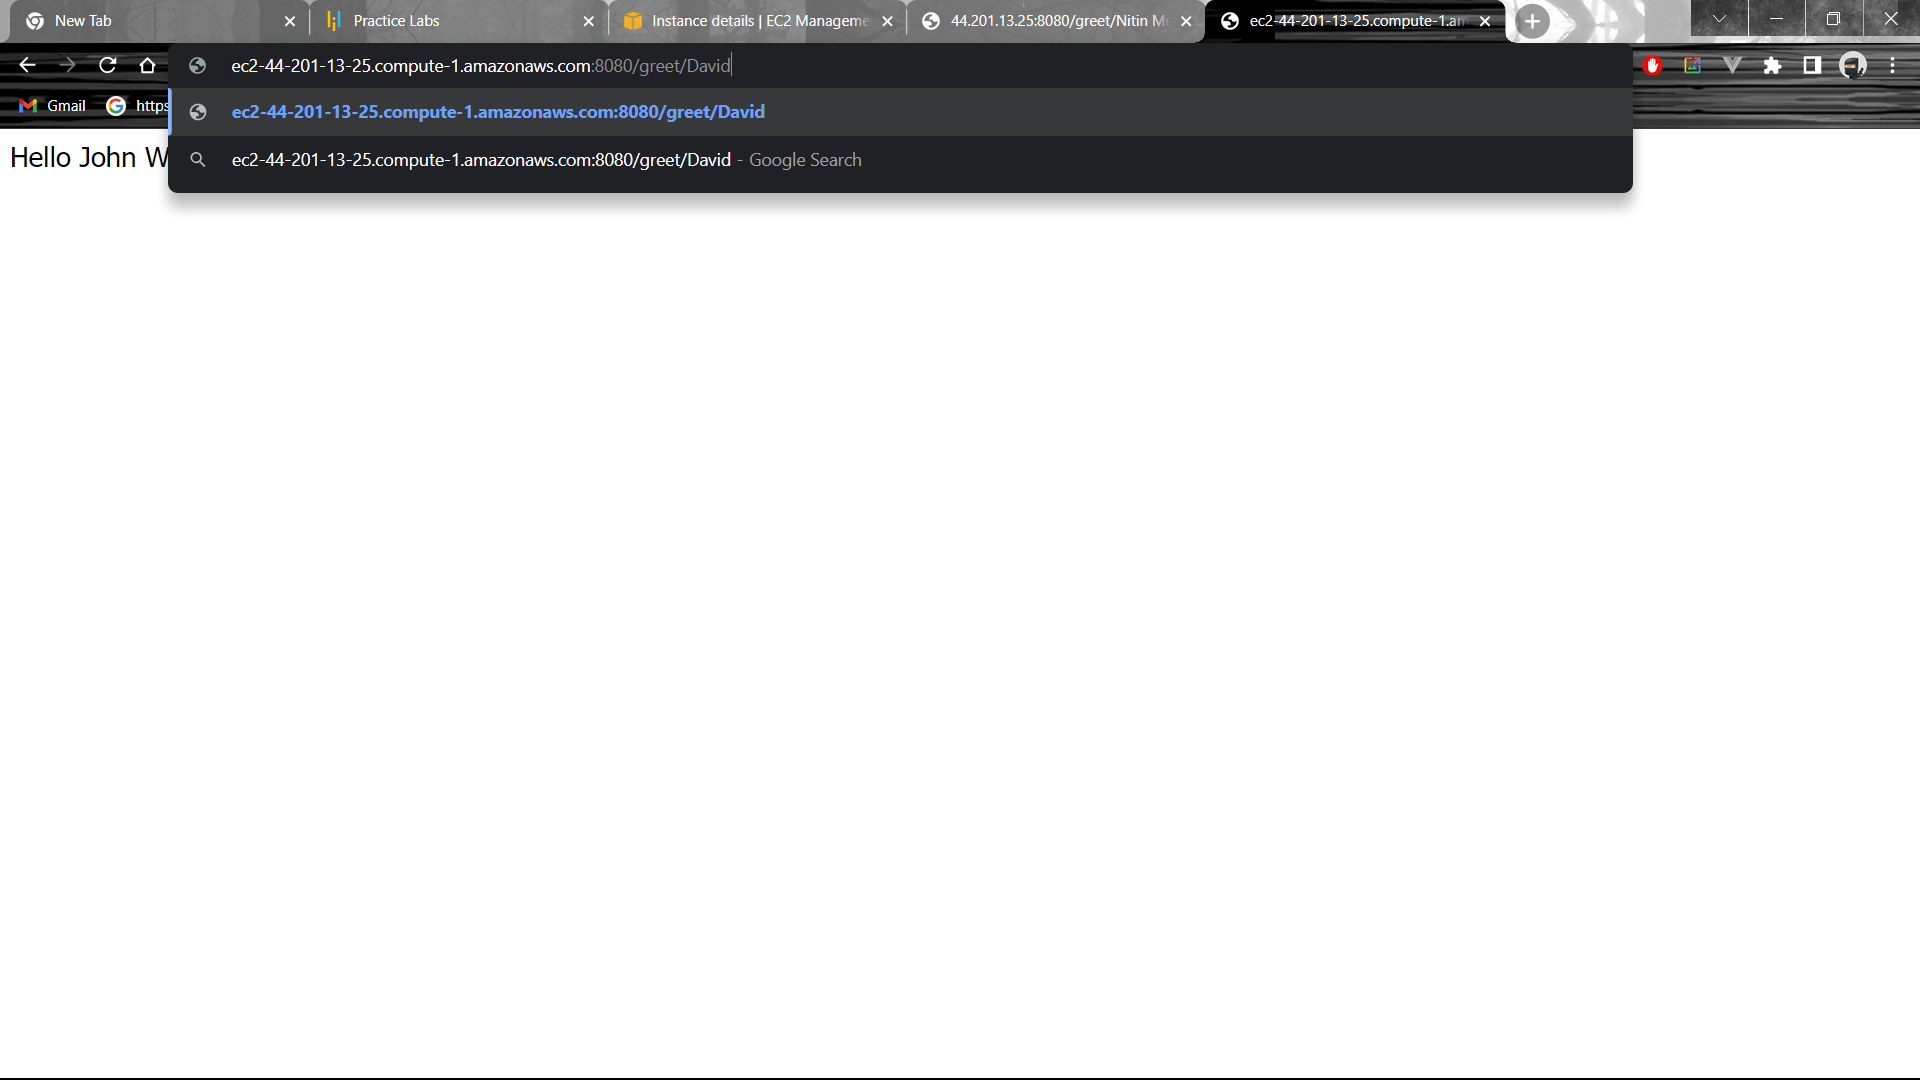 New Tab
Practice Labs
Instance details | EC2 Manageme
44.201.13.25:8080/greet/Nitin M
ec2-44-201-13-25.compute-1.am
ec2-44-201-13-25.compute-1.amazonaws.com:8080/greet/David
Gmail
https
ec2-44-201-13-25.compute-1.amazonaws.com:8080/greet/David
Hello John W
ec2-44-201-13-25.compute-1.amazonaws.com:8080/greet/David - Google Search